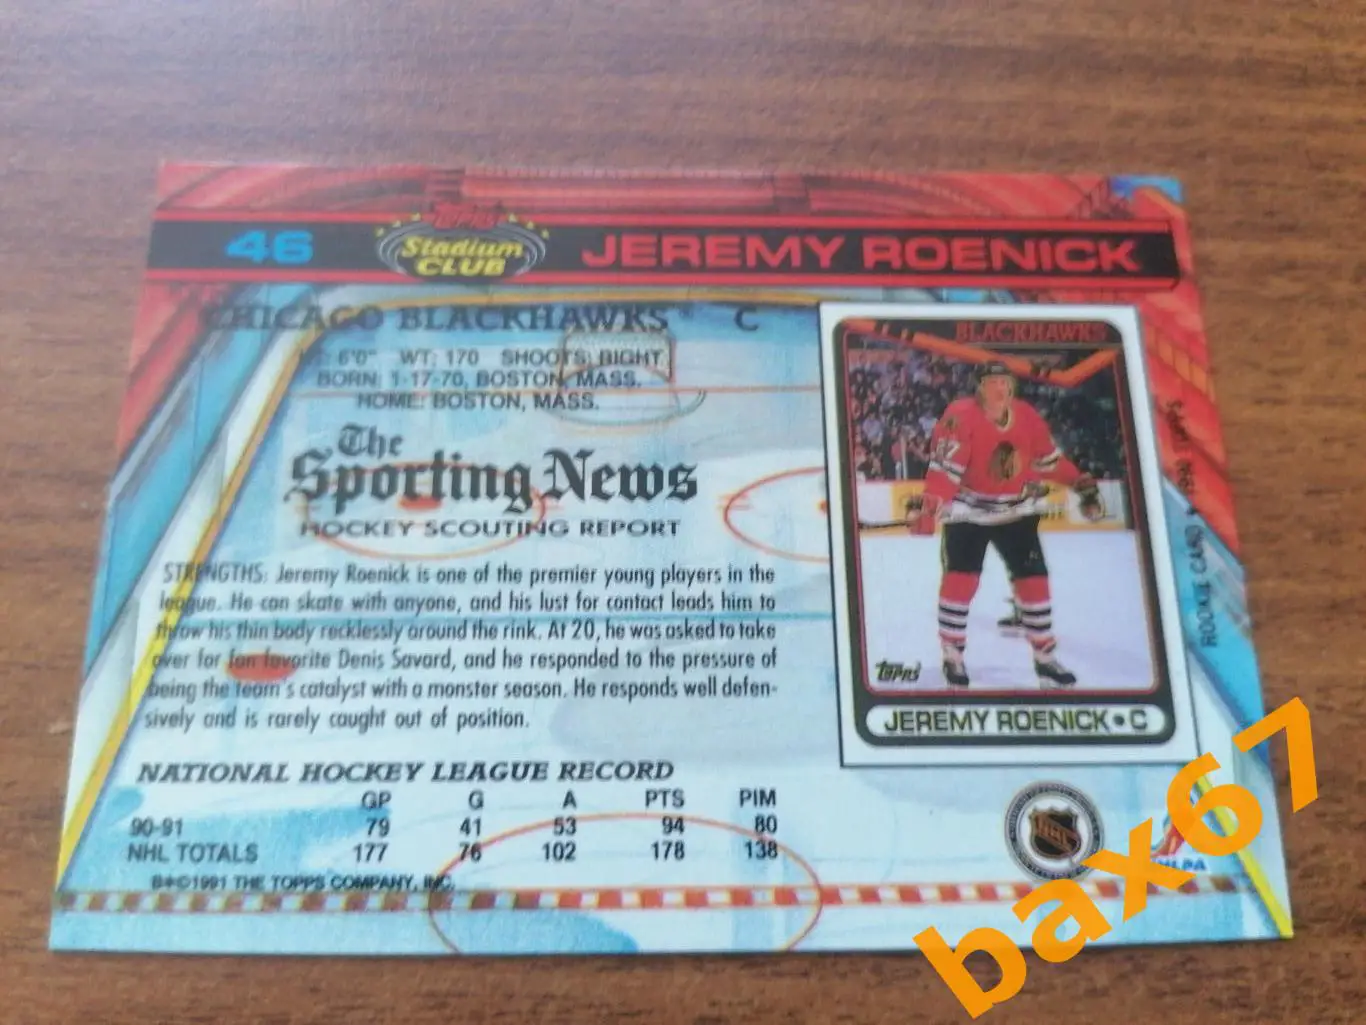 46 Topps Stadium CLUB JEREMY ROENICK
CHICAGO BLACKHAWKS C
6'0" WT: 170 SHOOTS: RIGHT
BORN: 1-17-70, BOSTON, MASS.
HOME: BOSTON, MASS.
The
Sporting News
HOCKEY SCOUTING REPORT
STRENGTHS: Jeremy Roenick is one of the premier young players in the
league. He can skate with anyone, and his lust for contact leads him to
throw his thin body recklessly around the rink. At 20, he was asked to take
over for fan favorite Denis Savard, and he responded to the pressure of
being the team's catalyst with a monster season. He responds well defen-
sively and is rarely caught out of position.
NATIONAL HOCKEY LEAGUE RECORD
GP G A PTS PIM
90-91 79 41 53 94 80
NHL TOTALS 177 76 102 178 138
©1991 THE TOPPS COMPANY, INC.
BLACKHAWKS
27
TOPPS
JEREMY ROENICK • C
ROOKIE CARD ★ 1990 TOPPS
NHL
NHLPA
bax67